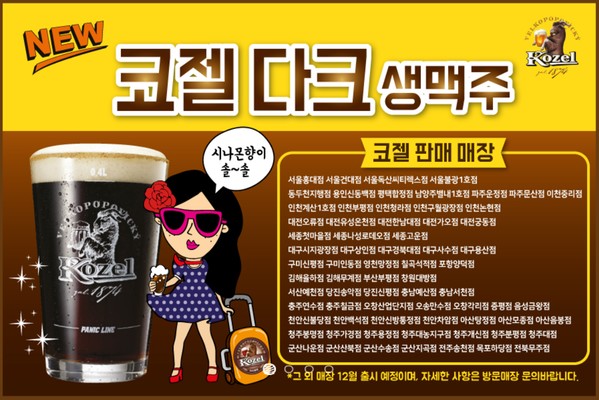 NEW
코젤 다크 생맥주
VELKOPOPOVICKY
Kozel
gut. 1874
시나몬향이
솔~솔
코젤 판매 매장
0,4L
VELKOPOPOVICKY
Kozel
gut. 1874
PANIC LINE
Kozel
서울홍대점 서울건대점 서울독산씨티렉스점 서울불광1호점
동두천지행점 용인신동백점 평택합정점 남양주별내1호점 파주운정점 파주문산점 이천중리점
인천계산1호점 인천부평점 인천청라점 인천구월광장점 인천논현점
대전오류점 대전유성온천점 대전한남대점 대전가오점 대전궁동점
세종첫마을점 세종나성로데오점 세종고운점
대구시지광장점 대구상인점 대구경북대점 대구사수점 대구용산점
구미신평점 구미인동점 영천망정점 칠곡석적점 포항양덕점
김해율하점 김해무계점 부산부평점 창원대방점
서산예천점 당진송악점 당진신평점 충남예산점 충남서천점
충주연수점 충주칠금점 오창산업단지점 오송만수점 오창각리점 증평점 음성금왕점
천안신불당점 천안백석점 천안신방통정점 천안차암점 아산탕정점 아산모종점 아산음봉점
청주봉명점 청주가경점 청주용정점 청주대농지구점 청주개신점 청주분평점 청주대점
군산나운점 군산산북점 군산수송점 군산지곡점 전주송천점 목포하당점 전북무주점
*그 외 매장 12월 출시 예정이며, 자세한 사항은 방문매장 문의바랍니다.